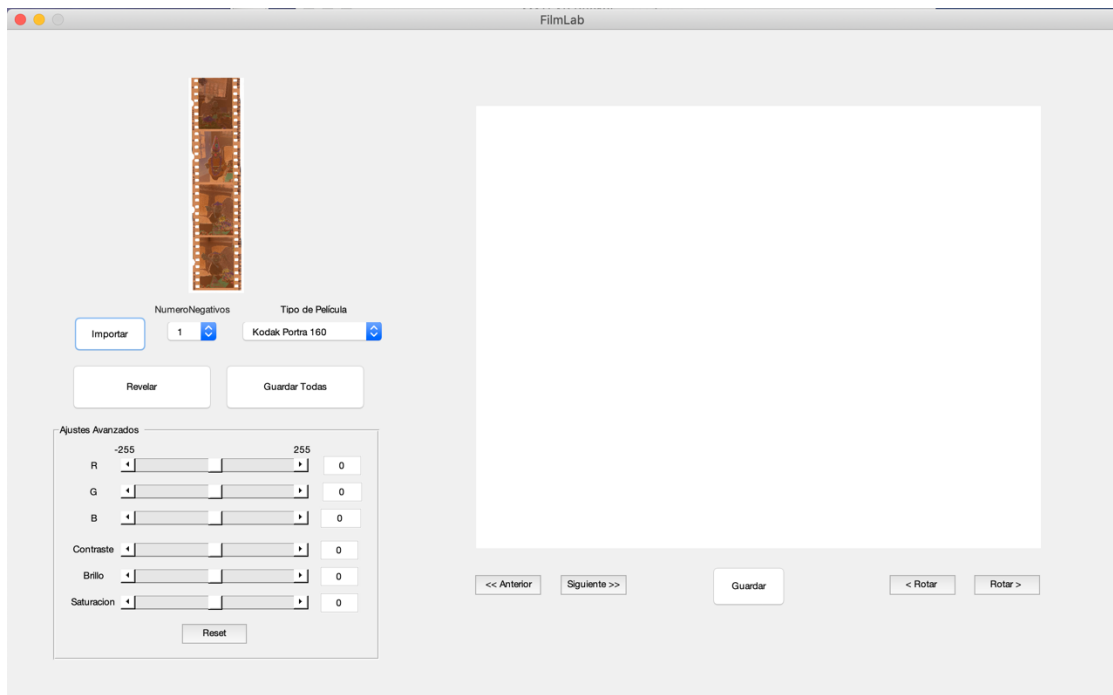 FilmLab
NumeroNegativos
Tipo de Película
Importar
1
Kodak Portra 160
Revelar
Guardar Todas
Ajustes Avanzados
-255
255
R
0
G
0
B
0
Contraste
0
Brillo
0
Saturacion
0
Reset
<< Anterior
Siguiente >>
Guardar
< Rotar
Rotar >